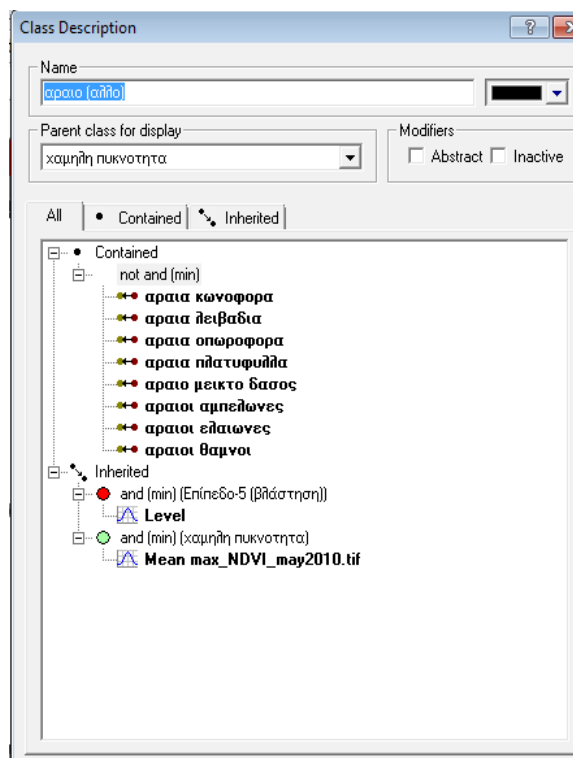 Class Description
Name
αραιο (αλλο)
Parent class for display
χαμηλη πυκνοτητα
Modifiers
Abstract
Inactive
All
Contained
Inherited
Contained
not and (min)
αραια κωνοφορα
αραια λειβαδια
αραια οπωροφορα
αραια πλατυφυλλα
αραιο μεικτο δασος
αραιοι αμπελωνες
αραιοι ελαιωνες
αραιοι θαμνοι
Inherited
and (min) (Επίπεδο-5 (βλάστηση))
Level
and (min) (χαμηλη πυκνοτητα)
Mean max_NDVI_may2010.tif